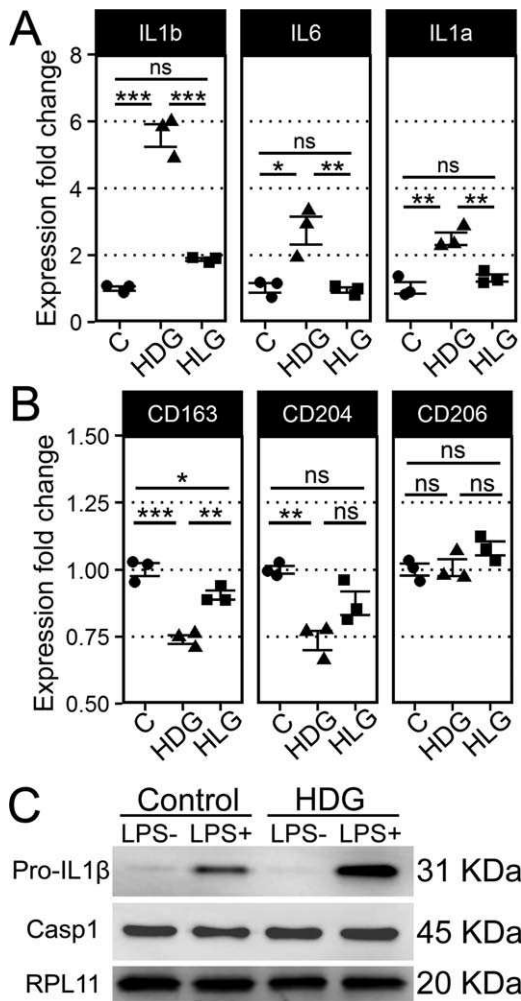 A
IL1b IL6 IL1a
Expression fold change
8
6
4
2
0
ns
*** ***
ns
* **
ns
** **
C HDG HLG C HDG HLG C HDG HLG
B
CD163 CD204 CD206
Expression fold change
1.50
1.25
1.00
0.75
0.50
*
*** **
ns
** ns
ns
ns ns
C HDG HLG C HDG HLG C HDG HLG
C
Control HDG
LPS- LPS+ LPS- LPS+
Pro-IL1β 31 KDa
Casp1 45 KDa
RPL11 20 KDa